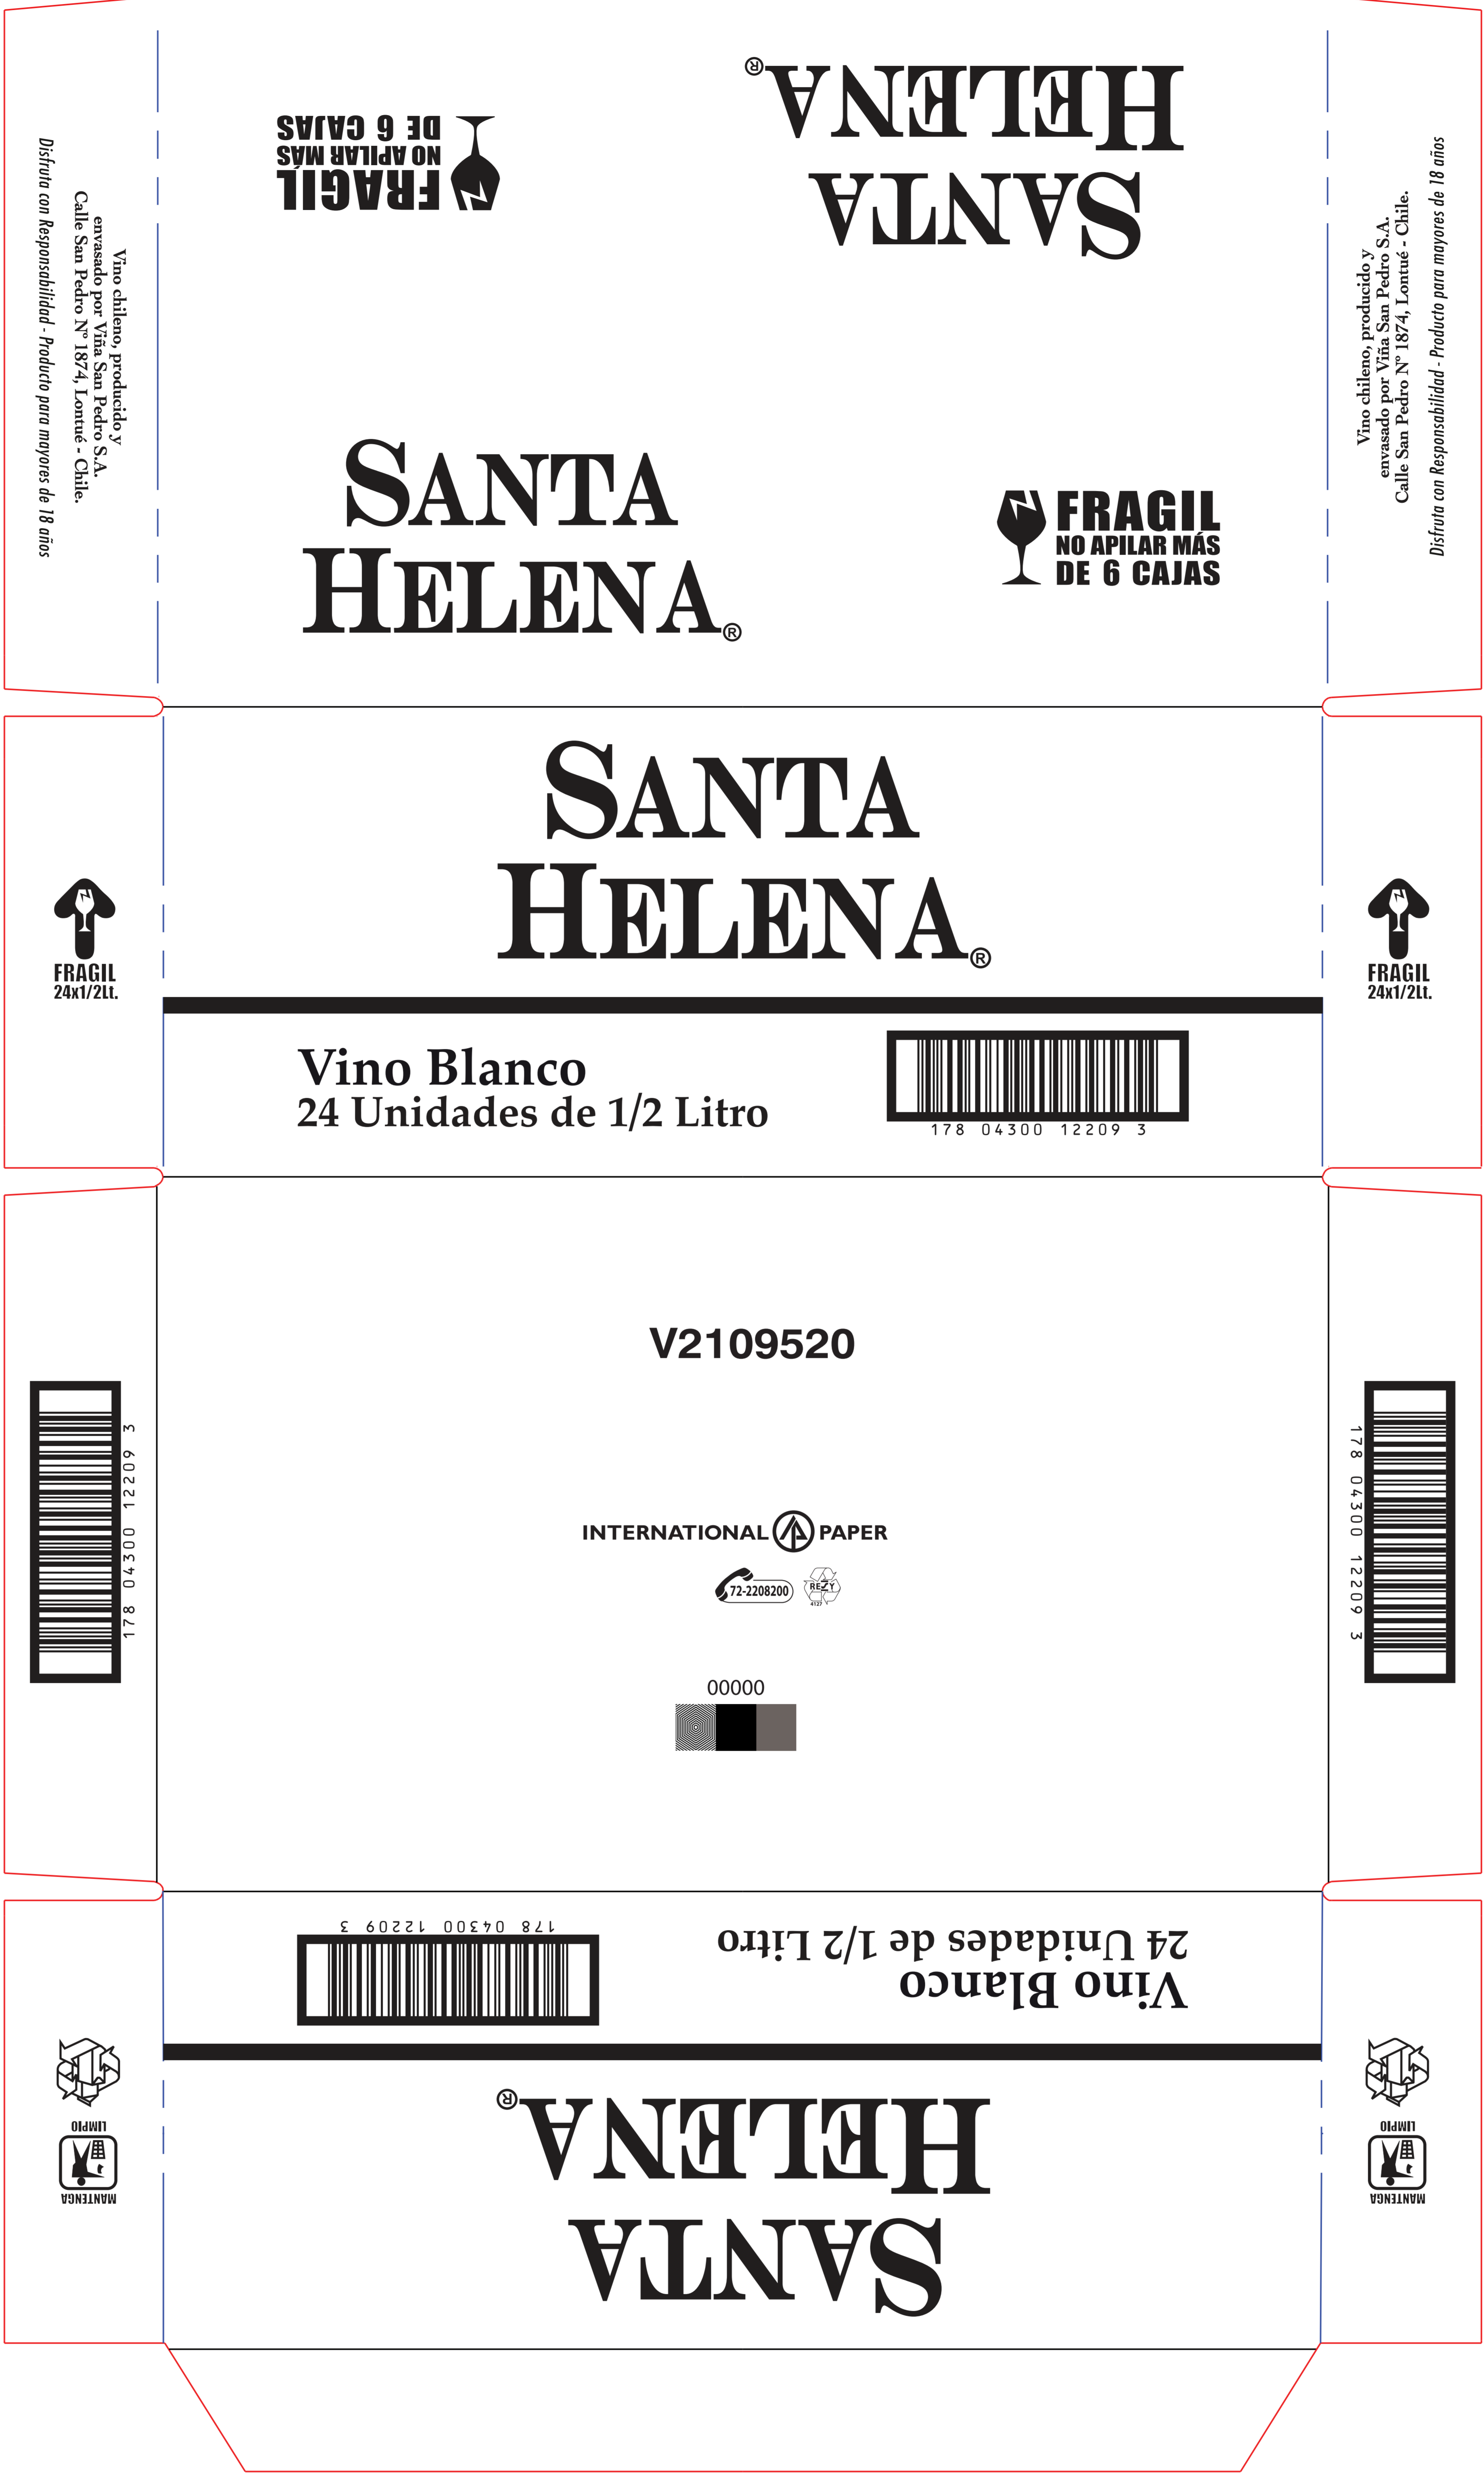 SANTA
HELENA®
FRAGIL
NO APILAR MÁS
DE 6 CAJAS
Vino chileno, producido y
envasado por Viña San Pedro S.A.
Calle San Pedro Nº 1874, Lontué - Chile.
Disfruta con Responsabilidad - Producto para mayores de 18 años
Vino chileno, producido y
envasado por Viña San Pedro S.A.
Calle San Pedro Nº 1874, Lontué - Chile.
Disfruta con Responsabilidad - Producto para mayores de 18 años
SANTA
HELENA®
FRAGIL
NO APILAR MÁS
DE 6 CAJAS
SANTA
HELENA®
FRAGIL
24x1/2Lt.
FRAGIL
24x1/2Lt.
Vino Blanco
24 Unidades de 1/2 Litro
178 04300 12209 3
V2109520
178 04300 12209 3
178 04300 12209 3
INTERNATIONAL PAPER
72-2208200
RESY
4127
00000
178 04300 12209 3
Vino Blanco
24 Unidades de 1/2 Litro
SANTA
HELENA®
MANTENGA
LIMPIO
MANTENGA
LIMPIO